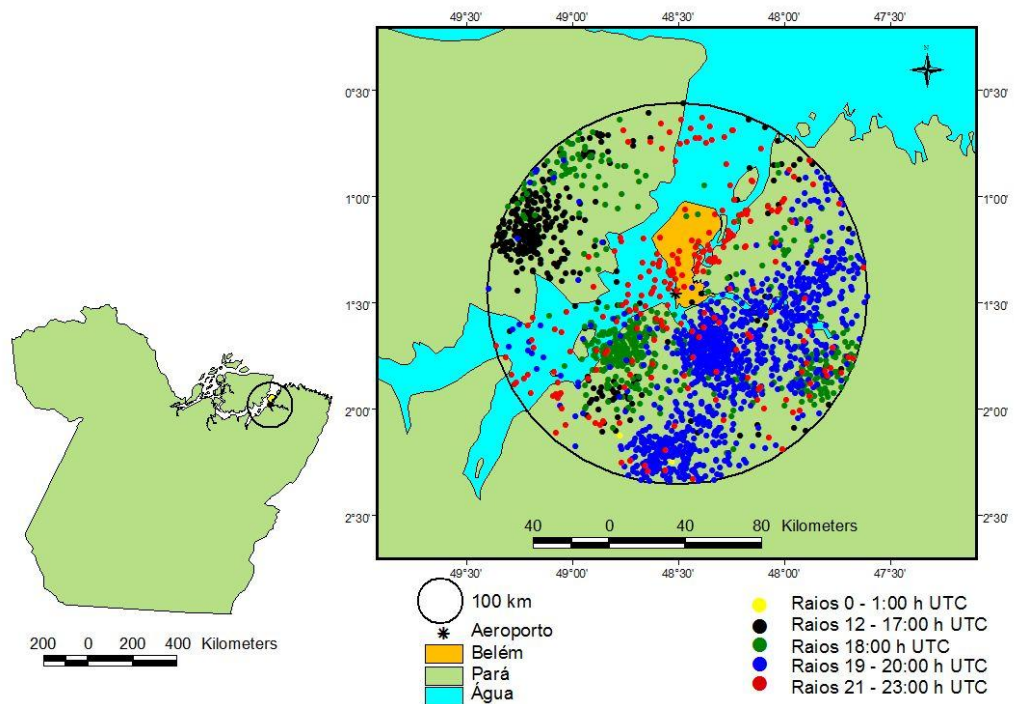 49°30'
49°00'
48°30'
48°00'
47°30'
N
0°30'
0°30'
1°00'
1°00'
1°30'
1°30'
2°00'
2°00'
2°30'
2°30'
40 0 40 80 Kilometers
49°30'
49°00'
48°30'
48°00'
47°30'
200 0 200 400 Kilometers
100 km
Aeroporto
Belém
Pará
Água
Raios 0 - 1:00 h UTC
Raios 12 - 17:00 h UTC
Raios 18:00 h UTC
Raios 19 - 20:00 h UTC
Raios 21 - 23:00 h UTC